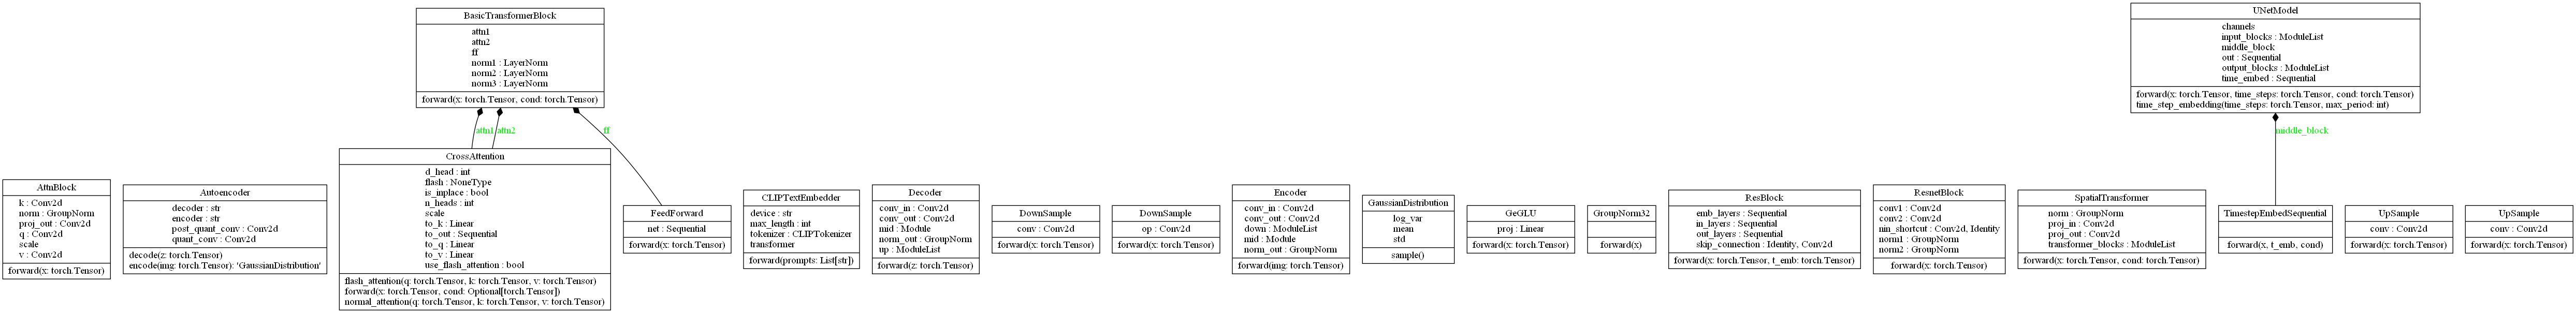 BasicTransformerBlock
attn1
attn2
ff
norm1 : LayerNorm
norm2 : LayerNorm
norm3 : LayerNorm
forward(x: torch.Tensor, cond: torch.Tensor)
UNetModel
channels
input_blocks : ModuleList
middle_block
out : Sequential
output_blocks : ModuleList
time_embed : Sequential
forward(x: torch.Tensor, time_steps: torch.Tensor, cond: torch.Tensor)
time_step_embedding(time_steps: torch.Tensor, max_period: int)
attn1
attn2
ff
middle_block
AttnBlock
k : Conv2d
norm : GroupNorm
proj_out : Conv2d
q : Conv2d
scale
v : Conv2d
forward(x: torch.Tensor)
Autoencoder
decoder : str
encoder : str
post_quant_conv : Conv2d
quant_conv : Conv2d
decode(z: torch.Tensor)
encode(img: torch.Tensor): 'GaussianDistribution'
CrossAttention
d_head : int
flash : NoneType
is_inplace : bool
n_heads : int
scale
to_k : Linear
to_out : Sequential
to_q : Linear
to_v : Linear
use_flash_attention : bool
flash_attention(q: torch.Tensor, k: torch.Tensor, v: torch.Tensor)
forward(x: torch.Tensor, cond: Optional[torch.Tensor])
normal_attention(q: torch.Tensor, k: torch.Tensor, v: torch.Tensor)
FeedForward
net : Sequential
forward(x: torch.Tensor)
CLIPTextEmbedder
device : str
max_length : int
tokenizer : CLIPTokenizer
transformer
forward(prompts: List[str])
Decoder
conv_in : Conv2d
conv_out : Conv2d
mid : Module
norm_out : GroupNorm
up : ModuleList
forward(z: torch.Tensor)
DownSample
conv : Conv2d
forward(x: torch.Tensor)
DownSample
op : Conv2d
forward(x: torch.Tensor)
Encoder
conv_in : Conv2d
conv_out : Conv2d
down : ModuleList
mid : Module
norm_out : GroupNorm
forward(img: torch.Tensor)
GaussianDistribution
log_var
mean
std
sample()
GeGLU
proj : Linear
forward(x: torch.Tensor)
GroupNorm32
forward(x)
ResBlock
emb_layers : Sequential
in_layers : Sequential
out_layers : Sequential
skip_connection : Identity, Conv2d
forward(x: torch.Tensor, t_emb: torch.Tensor)
ResnetBlock
conv1 : Conv2d
conv2 : Conv2d
nin_shortcut : Conv2d, Identity
norm1 : GroupNorm
norm2 : GroupNorm
forward(x: torch.Tensor)
SpatialTransformer
norm : GroupNorm
proj_in : Conv2d
proj_out : Conv2d
transformer_blocks : ModuleList
forward(x: torch.Tensor, cond: torch.Tensor)
TimestepEmbedSequential
forward(x, t_emb, cond)
UpSample
conv : Conv2d
forward(x: torch.Tensor)
UpSample
conv : Conv2d
forward(x: torch.Tensor)